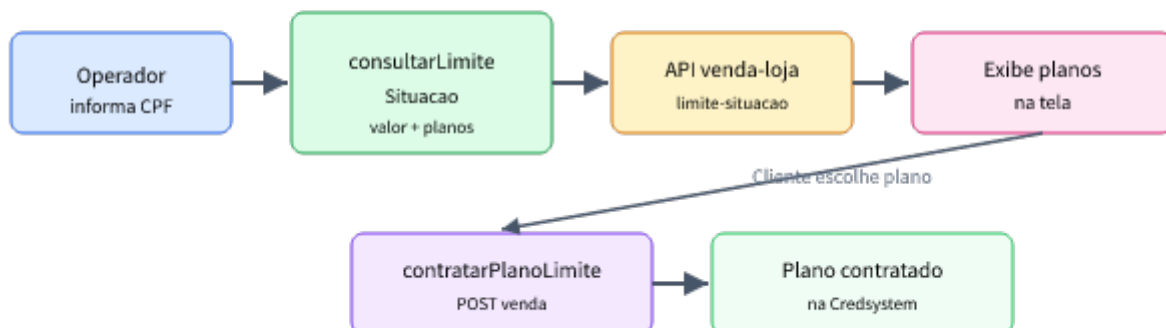 Operador
informa CPF
consultarLimite
Situacao
valor + planos
API venda-loja
limite-situacao
Exibe planos
na tela
Cliente escolhe plano
contratarPlanoLimite
POST venda
Plano contratado
na Credsystem